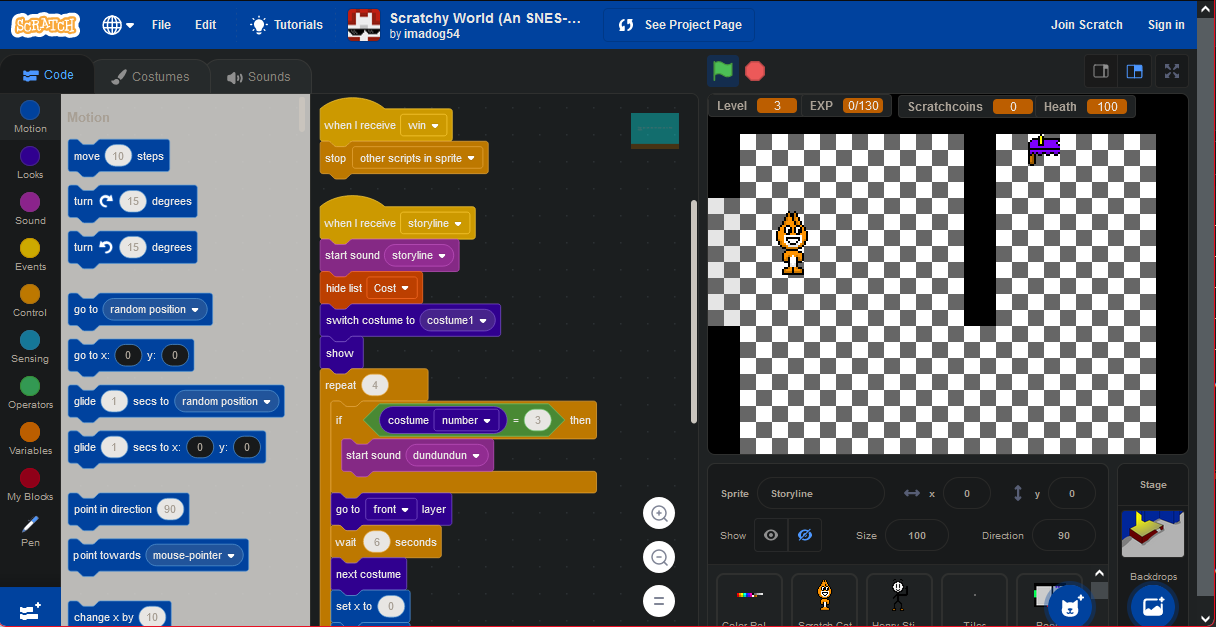 SCRATCH File Edit Tutorials Scratchy World (An SNES-... See Project Page Join Scratch Sign in
by imadog54
Code Costumes Sounds
Level 3 EXP 0/130 Scratchcoins 0 Heath 100
Motion
Looks
Sound
Events
Control
Sensing
Operators
Variables
My Blocks
Pen
Motion
move 10 steps
turn 15 degrees
turn 15 degrees
go to random position
go to x: 0 y: 0
glide 1 secs to random position
glide 1 secs to x: 0 y: 0
point in direction 90
point towards mouse-pointer
change x by 10
when I receive win
stop other scripts in sprite
when I receive storyline
start sound storyline
hide list Cost
switch costume to costume1
show
repeat 4
if costume number = 3 then
start sound dundundun
go to front layer
wait 6 seconds
next costume
set x to 0
Sprite Storyline x 0 y 0
Show Size 100 Direction 90
Stage
Backdrops
Scratch Cat